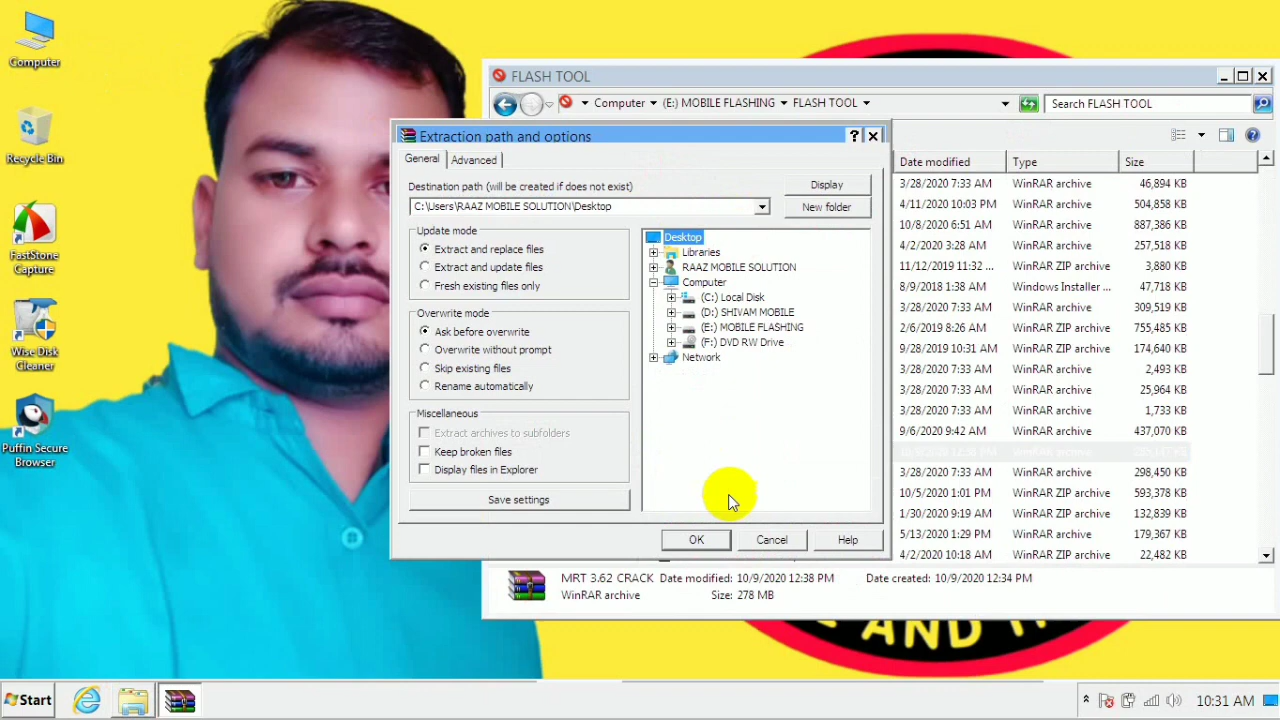 Computer
Recycle Bin
FastStone
Capture
Wise Disk
Cleaner
Puffin Secure
Browser
FLASH TOOL
Computer
(E:) MOBILE FLASHING
FLASH TOOL
Search FLASH TOOL
Extraction path and options
General
Advanced
Destination path (will be created if does not exist)
C:\Users\RAAZ MOBILE SOLUTION\Desktop
Display
New folder
Update mode
Extract and replace files
Extract and update files
Fresh existing files only
Overwrite mode
Ask before overwrite
Overwrite without prompt
Skip existing files
Rename automatically
Miscellaneous
Extract archives to subfolders
Keep broken files
Display files in Explorer
Save settings
Desktop
Libraries
RAAZ MOBILE SOLUTION
Computer
(C:) Local Disk
(D:) SHIVAM MOBILE
(E:) MOBILE FLASHING
(F:) DVD RW Drive
Network
OK
Cancel
Help
Date modified Type Size
3/28/2020 7:33 AM WinRAR archive 46,894 KB
4/11/2020 10:03 PM WinRAR archive 504,858 KB
10/8/2020 6:51 AM WinRAR archive 887,386 KB
4/2/2020 3:28 AM WinRAR archive 257,518 KB
11/12/2019 11:32 ... WinRAR ZIP archive 3,880 KB
8/9/2018 1:38 AM Windows Installer ... 47,718 KB
3/28/2020 7:33 AM WinRAR archive 309,519 KB
2/6/2019 8:26 AM WinRAR ZIP archive 755,485 KB
9/28/2019 10:31 AM WinRAR ZIP archive 174,640 KB
3/28/2020 7:33 AM WinRAR archive 2,493 KB
3/28/2020 7:33 AM WinRAR archive 25,964 KB
3/28/2020 7:33 AM WinRAR archive 1,733 KB
9/6/2020 9:42 AM WinRAR archive 437,070 KB
WinRAR archive
3/28/2020 7:33 AM WinRAR archive 298,450 KB
10/5/2020 1:01 PM WinRAR ZIP archive 593,378 KB
1/30/2020 9:19 AM WinRAR ZIP archive 132,839 KB
5/13/2020 1:29 PM WinRAR ZIP archive 179,367 KB
4/2/2020 10:18 AM WinRAR ZIP archive 22,482 KB
MRT 3.62 CRACK Date modified: 10/9/2020 12:38 PM Date created: 10/9/2020 12:34 PM
WinRAR archive Size: 278 MB
AND
Start
10:31 AM